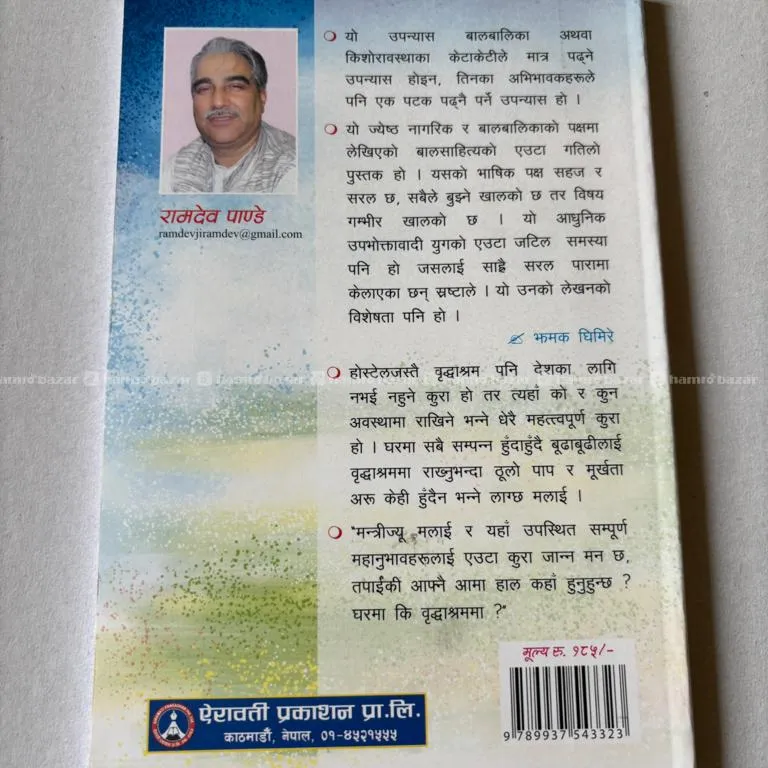 यो उपन्यास बालबालिका अथवा
किशोरावस्थाका केटाकेटीले मात्र पढ्ने
उपन्यास होइन, तिनका अभिभावकहरूले
पनि एक पटक पढ्नै पर्ने उपन्यास हो ।
यो ज्येष्ठ नागरिक र बालबालिकाको पक्षमा
लेखिएको बालसाहित्यको एउटा गतिलो
पुस्तक हो । यसको भाषिक पक्ष सहज र
सरल छ, सबैले बुझ्ने खालको छ तर विषय
गम्भीर खालको छ । यो आधुनिक
उपभोक्तावादी युगको एउटा जटिल समस्या
पनि हो जसलाई साह्रै सरल पारामा
केलाएका छन् स्रष्टाले । यो उनको लेखनको
विशेषता पनि हो ।
झमक घिमिरे
होस्टेलजस्तै वृद्धाश्रम पनि देशका लागि
नभई नहुने कुरा हो तर त्यहाँ को र कुन
अवस्थामा राखिने भन्ने धेरै महत्त्वपूर्ण कुरा
हो । घरमा सबै सम्पन्न हुँदाहुँदै बूढाबूढीलाई
वृद्धाश्रममा राख्नुभन्दा ठूलो पाप र मूर्खता
अरू केही हुँदैन भन्ने लाग्छ मलाई ।
"मन्त्रीज्यू मलाई र यहाँ उपस्थित सम्पूर्ण
महानुभावहरूलाई एउटा कुरा जान्न मन छ,
तपाईंकी आफ्नै आमा हाल कहाँ हुनुहुन्छ ?
घरमा कि वृद्धाश्रममा ?"
रामदेव पाण्डे
ramdevjiramdev@gmail.com
मूल्य रु. १८५/-
9 789937 543323
ऐरावती प्रकाशन प्रा.लि.
काठमाडौं, नेपाल, ०१-४५२१५५५
hamrobazar